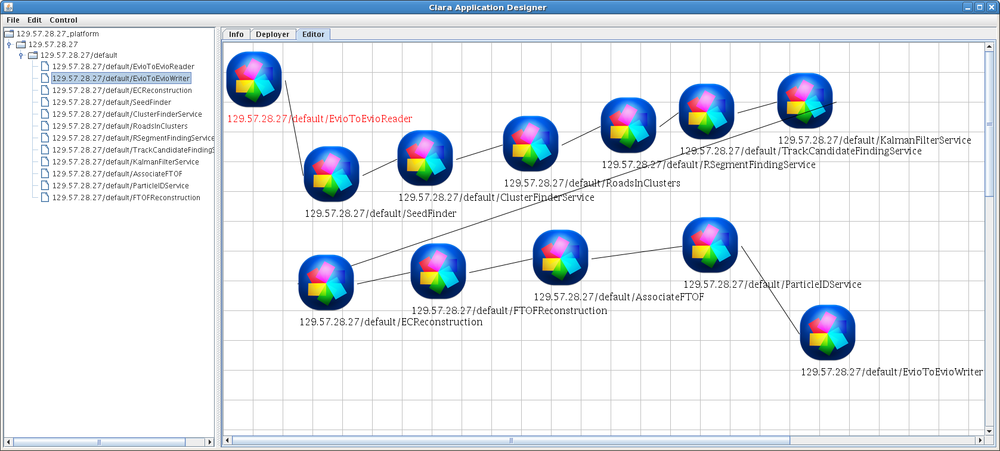 Clara Application Designer
File Edit Control
129.57.28.27_platform
129.57.28.27
129.57.28.27/default
129.57.28.27/default/EvioToEvioReader
129.57.28.27/default/EvioToEvioWriter
129.57.28.27/default/ECReconstruction
129.57.28.27/default/SeedFinder
129.57.28.27/default/ClusterFinderService
129.57.28.27/default/RoadsInClusters
129.57.28.27/default/RSegmentFindingService
129.57.28.27/default/TrackCandidateFindingS
129.57.28.27/default/KalmanFilterService
129.57.28.27/default/AssociateFTOF
129.57.28.27/default/ParticleIDService
129.57.28.27/default/FTOFReconstruction
Info Deployer Editor
129.57.28.27/default/EvioToEvioReader
129.57.28.27/default/KalmanFilterService
129.57.28.27/default/TrackCandidateFindingService
129.57.28.27/default/RSegmentFindingService
129.57.28.27/default/RoadsInClusters
129.57.28.27/default/ClusterFinderService
129.57.28.27/default/SeedFinder
129.57.28.27/default/ParticleIDService
129.57.28.27/default/AssociateFTOF
129.57.28.27/default/FTOFReconstruction
129.57.28.27/default/ECReconstruction
129.57.28.27/default/EvioToEvioWriter